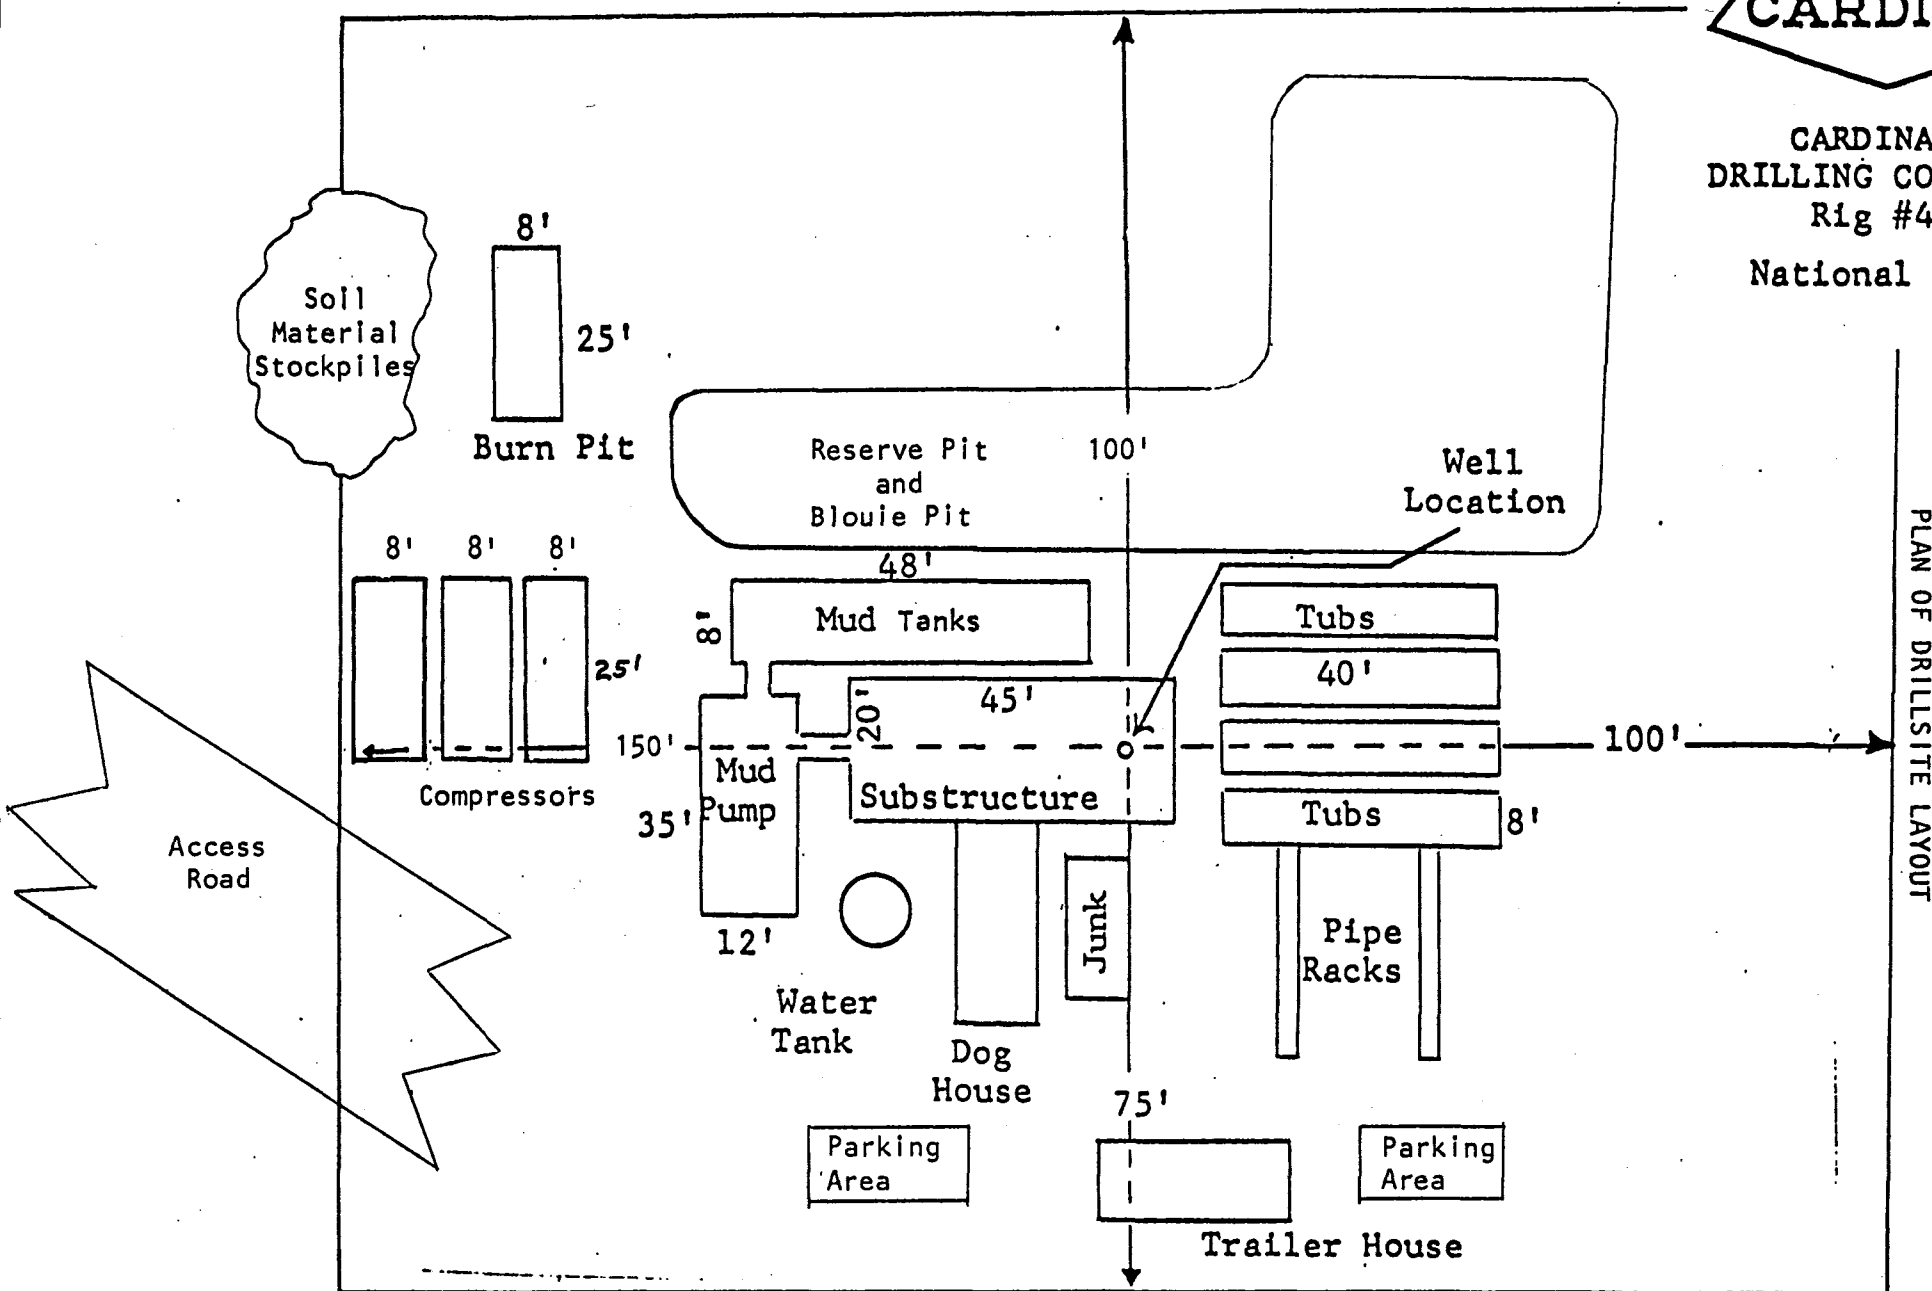 CARDI
CARDINA
DRILLING CO
Rig #4
National
8'
Soil
Material
Stockpiles
25'
Burn Pit
Reserve Pit
and
Blouie Pit
100'
Well
Location
PLAN OF DRILLSITE LAYOUT
8' 8' 8'
48'
8'
Mud Tanks
Tubs
25'
40'
20'
45'
150'
100'
Mud
Pump
Compressors
Substructure
35'
Tubs
8'
Access
Road
Junk
12'
Pipe
Racks
Water
Tank
Dog
House
75'
Parking
Area
Parking
Area
Trailer House